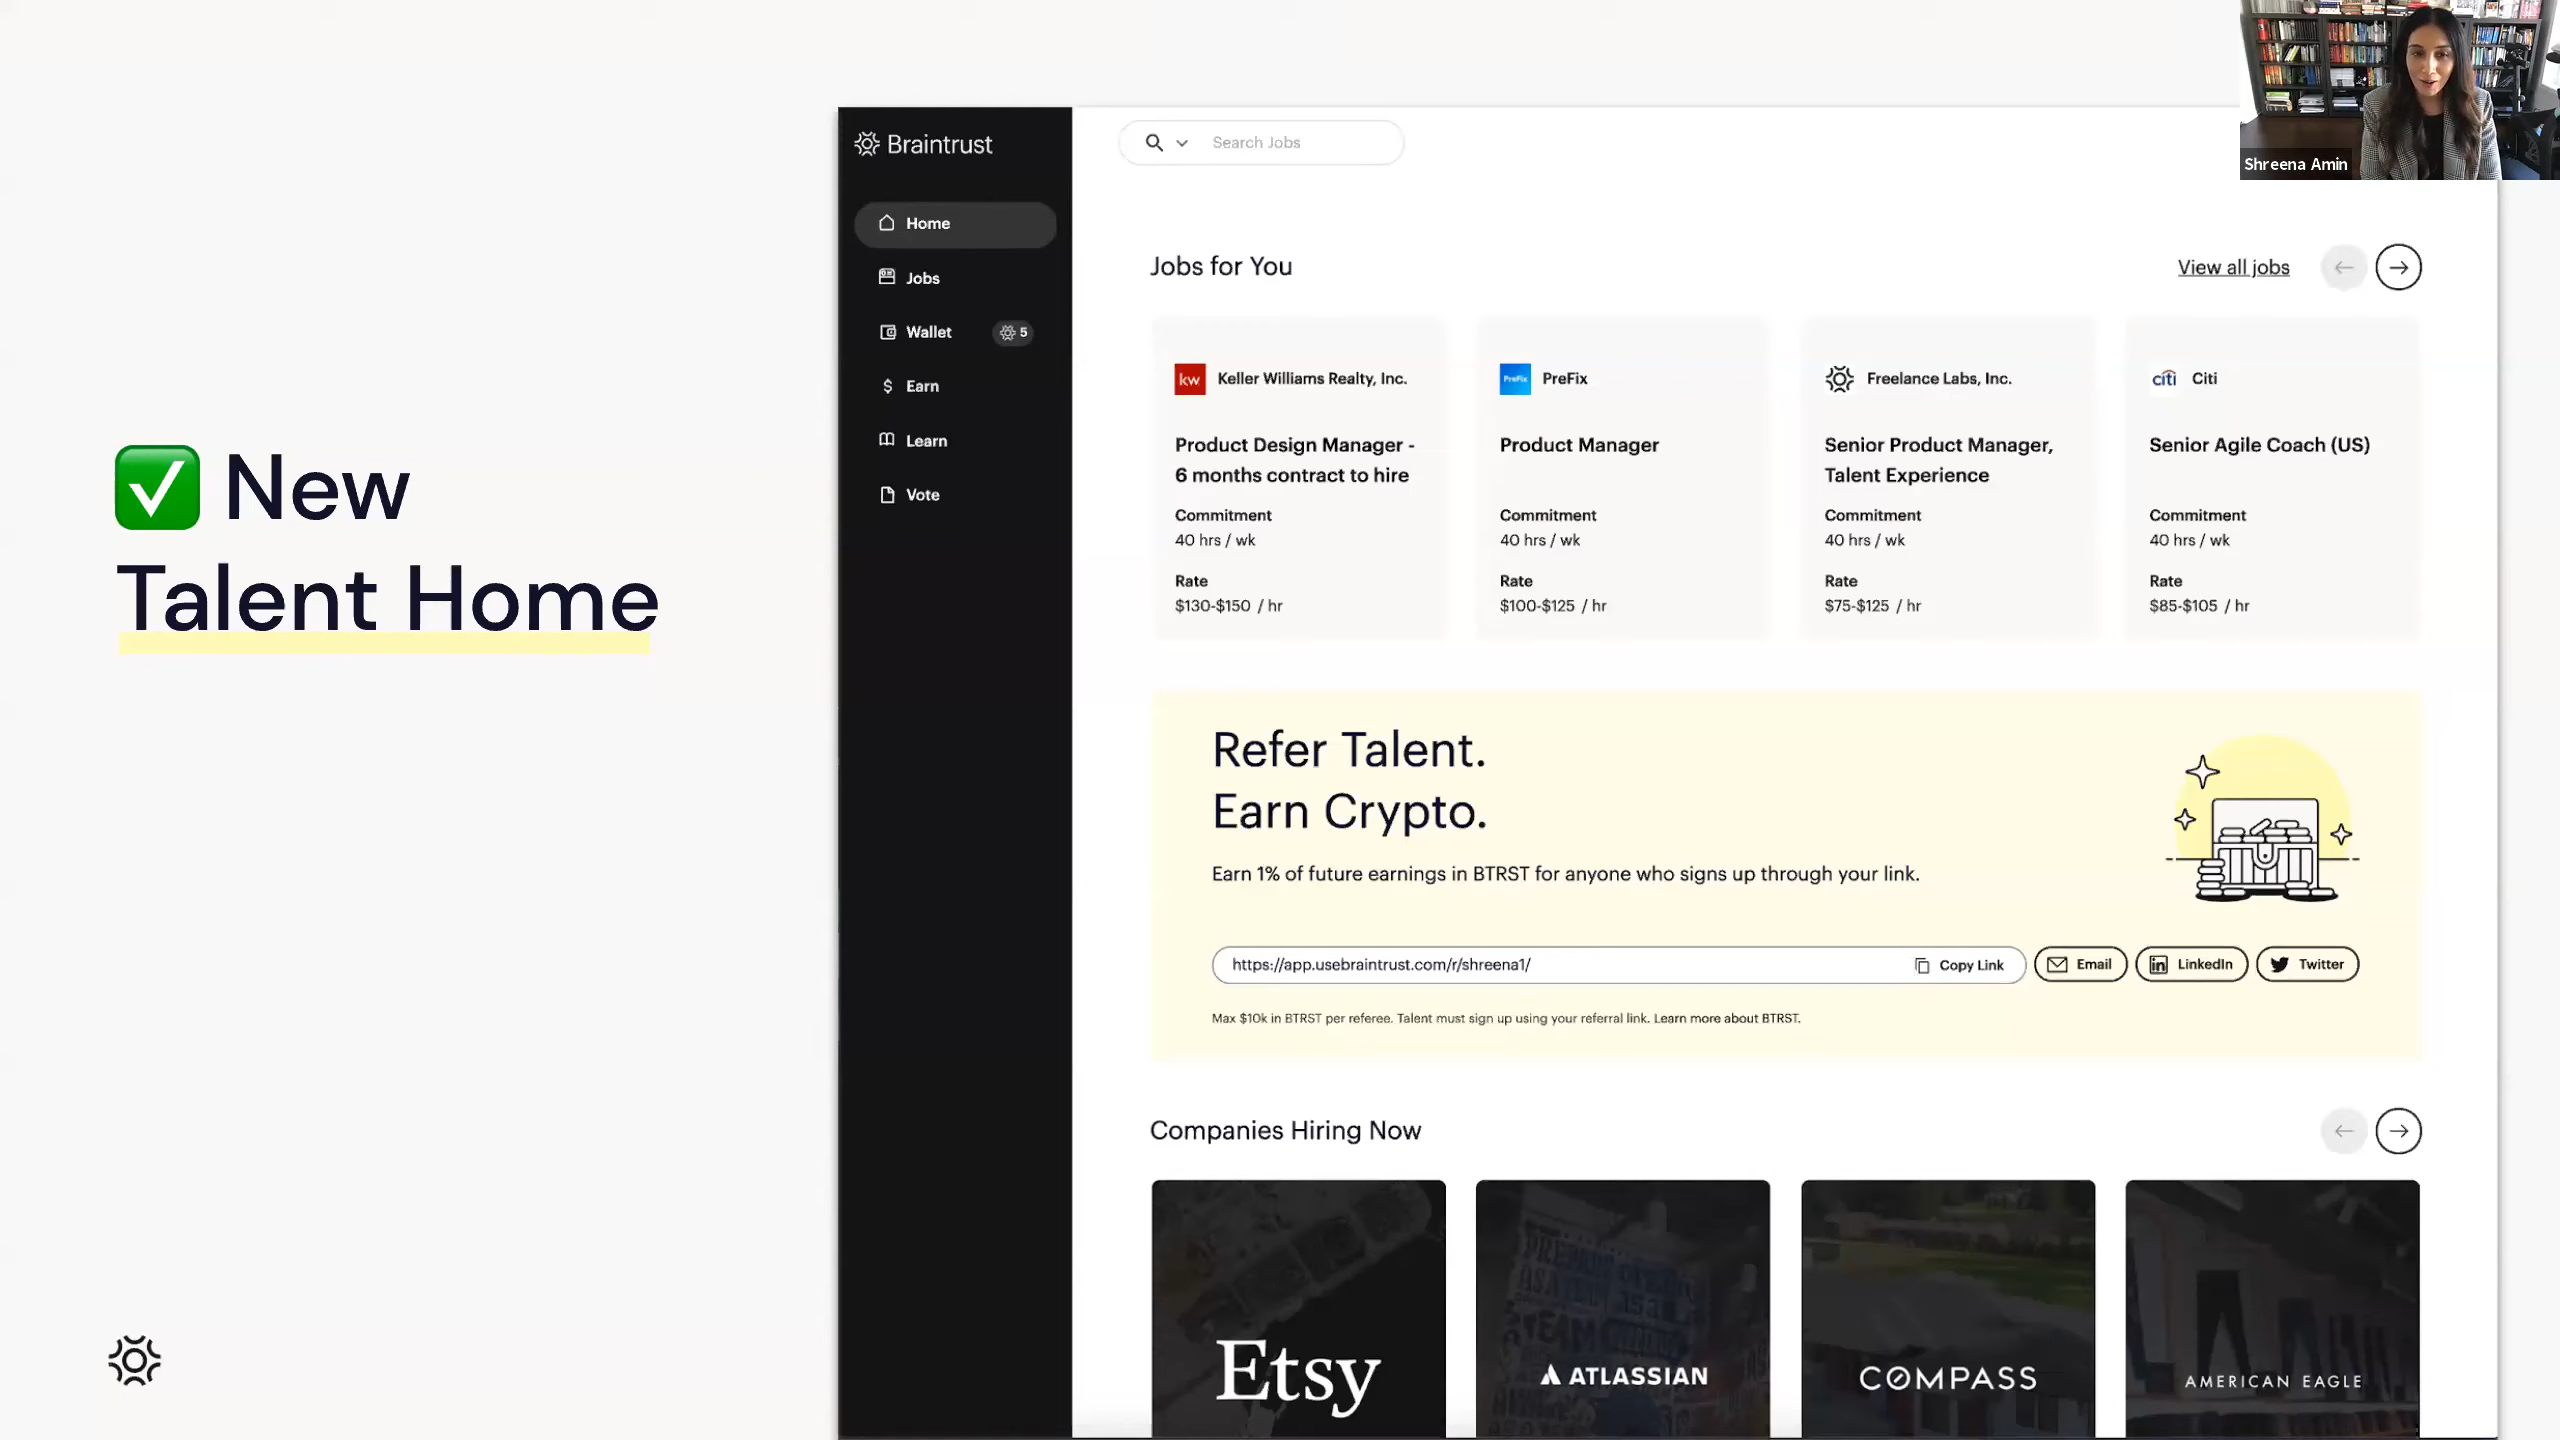 Shreena Amin
✅ New
Talent Home
Braintrust
Home
Jobs
Wallet
5
Earn
Learn
Vote
Search Jobs
Jobs for You
View all jobs
kw
Keller Williams Realty, Inc.
Product Design Manager -
6 months contract to hire
Commitment
40 hrs / wk
Rate
$130-$150 / hr
PreFix
PreFix
Product Manager
Commitment
40 hrs / wk
Rate
$100-$125 / hr
Freelance Labs, Inc.
Senior Product Manager,
Talent Experience
Commitment
40 hrs / wk
Rate
$75-$125 / hr
citi
Citi
Senior Agile Coach (US)
Commitment
40 hrs / wk
Rate
$85-$105 / hr
Refer Talent.
Earn Crypto.
Earn 1% of future earnings in BTRST for anyone who signs up through your link.
https://app.usebraintrust.com/r/shreena1/
Copy Link
Email
LinkedIn
Twitter
Max $10k in BTRST per referee. Talent must sign up using your referral link. Learn more about BTRST.
Companies Hiring Now
Etsy
ATLASSIAN
COMPASS
AMERICAN EAGLE